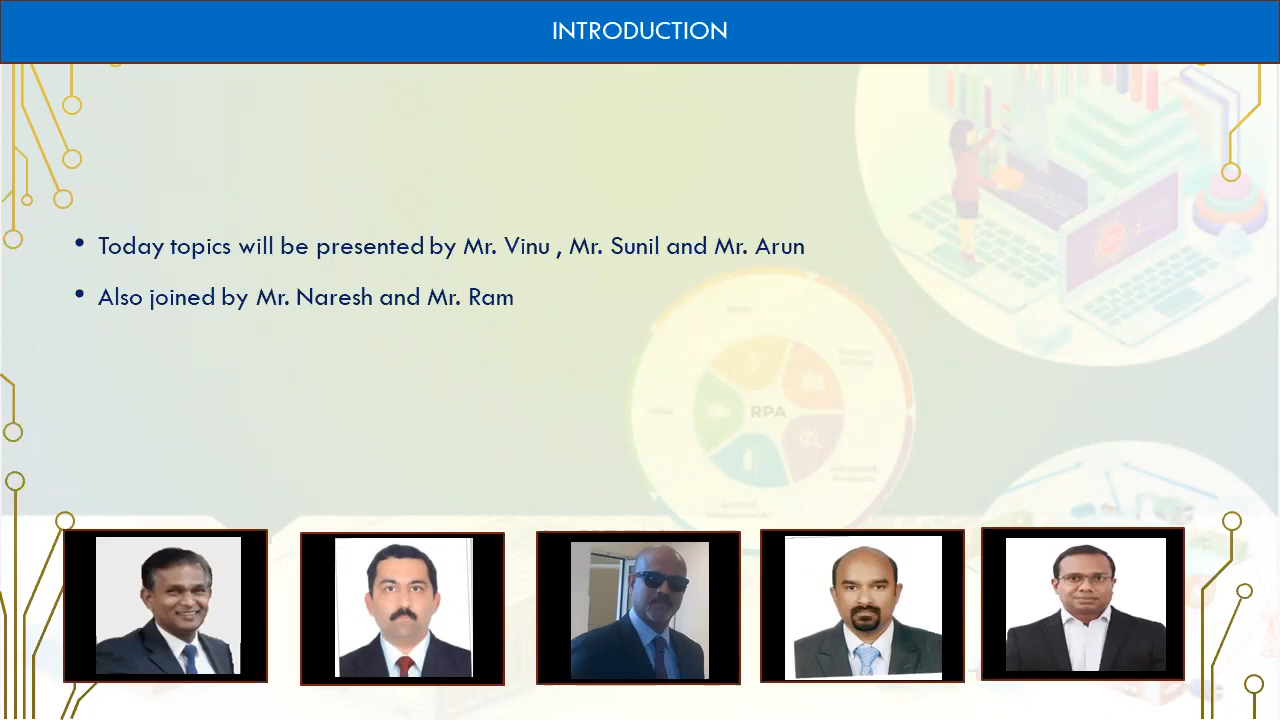 INTRODUCTION
• Today topics will be presented by Mr. Vinu , Mr. Sunil and Mr. Arun
• Also joined by Mr. Naresh and Mr. Ram
RPA